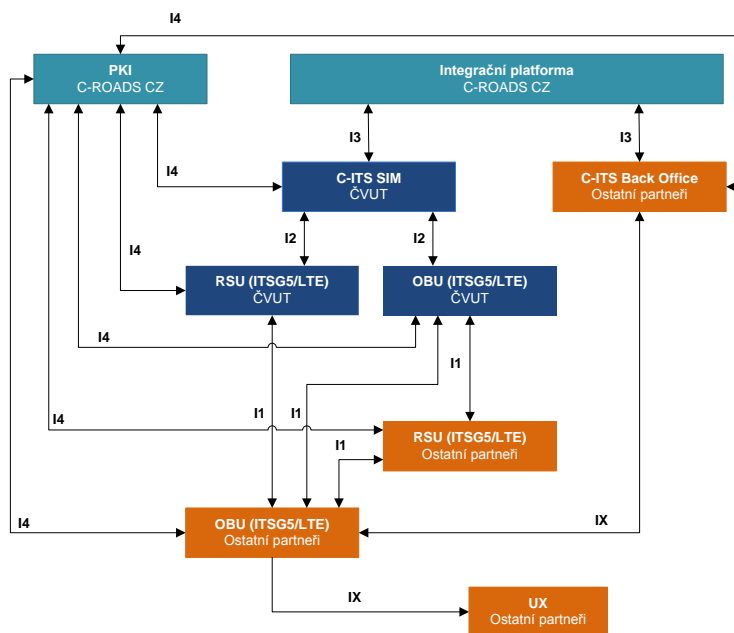 I4
PKI
C-ROADS CZ
Integrační platforma
C-ROADS CZ
I3
I3
I4
C-ITS SIM
ČVUT
C-ITS Back Office
Ostatní partneři
I2
I2
I4
RSU (ITSG5/LTE)
ČVUT
OBU (ITSG5/LTE)
ČVUT
I4
I1
I4
I1
I1
RSU (ITSG5/LTE)
Ostatní partneři
I1
OBU (ITSG5/LTE)
Ostatní partneři
I4
IX
IX
UX
Ostatní partneři